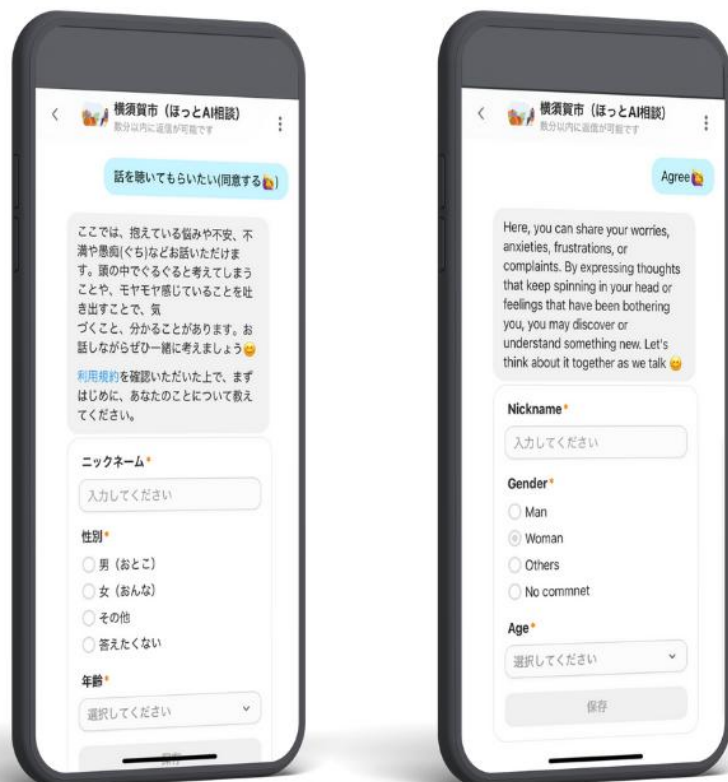 横須賀市（ほっとAI相談）
数分以内に返信が可能です
話を聴いてもらいたい(同意する🙋)
ここでは、抱えている悩みや不安、不
満や愚痴(ぐち)などお話いただけま
す。頭の中でぐるぐると考えてしまう
ことや、モヤモヤ感じていることを吐
き出すことで、気
づくこと、分かることがあります。お
話しながらぜひ一緒に考えましょう😊
利用規約を確認いただいた上で、まず
はじめに、あなたのことについて教え
てください。
ニックネーム*
入力してください
性別*
男（おとこ）
女（おんな）
その他
答えたくない
年齢*
選択してください
保存
横須賀市（ほっとAI相談）
数分以内に返信が可能です
Agree🙋
Here, you can share your worries,
anxieties, frustrations, or
complaints. By expressing thoughts
that keep spinning in your head or
feelings that have been bothering
you, you may discover or
understand something new. Let's
think about it together as we talk 😊
Nickname*
入力してください
Gender*
Man
Woman
Others
No commnet
Age*
選択してください
保存